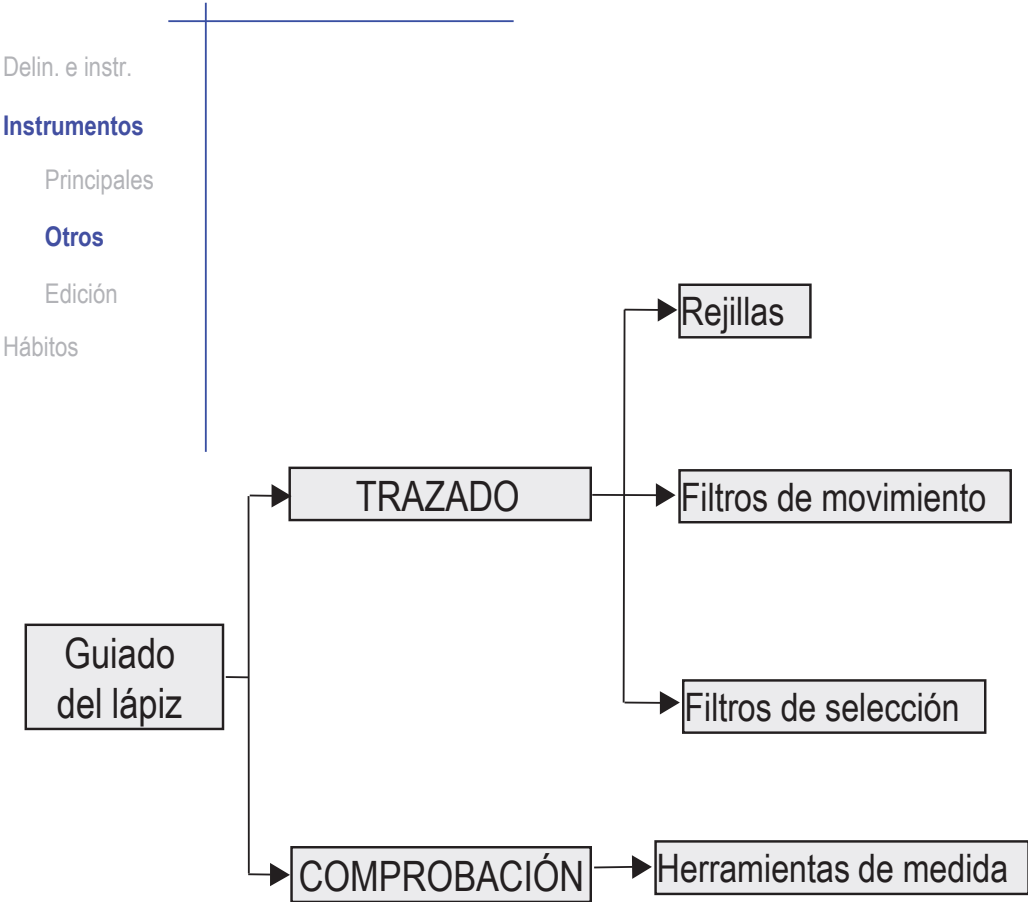 Delin. e instr.
Instrumentos
Principales
Otros
Edición
Hábitos
Rejillas
TRAZADO
Filtros de movimiento
Guiado
del lápiz
Filtros de selección
COMPROBACIÓN
Herramientas de medida